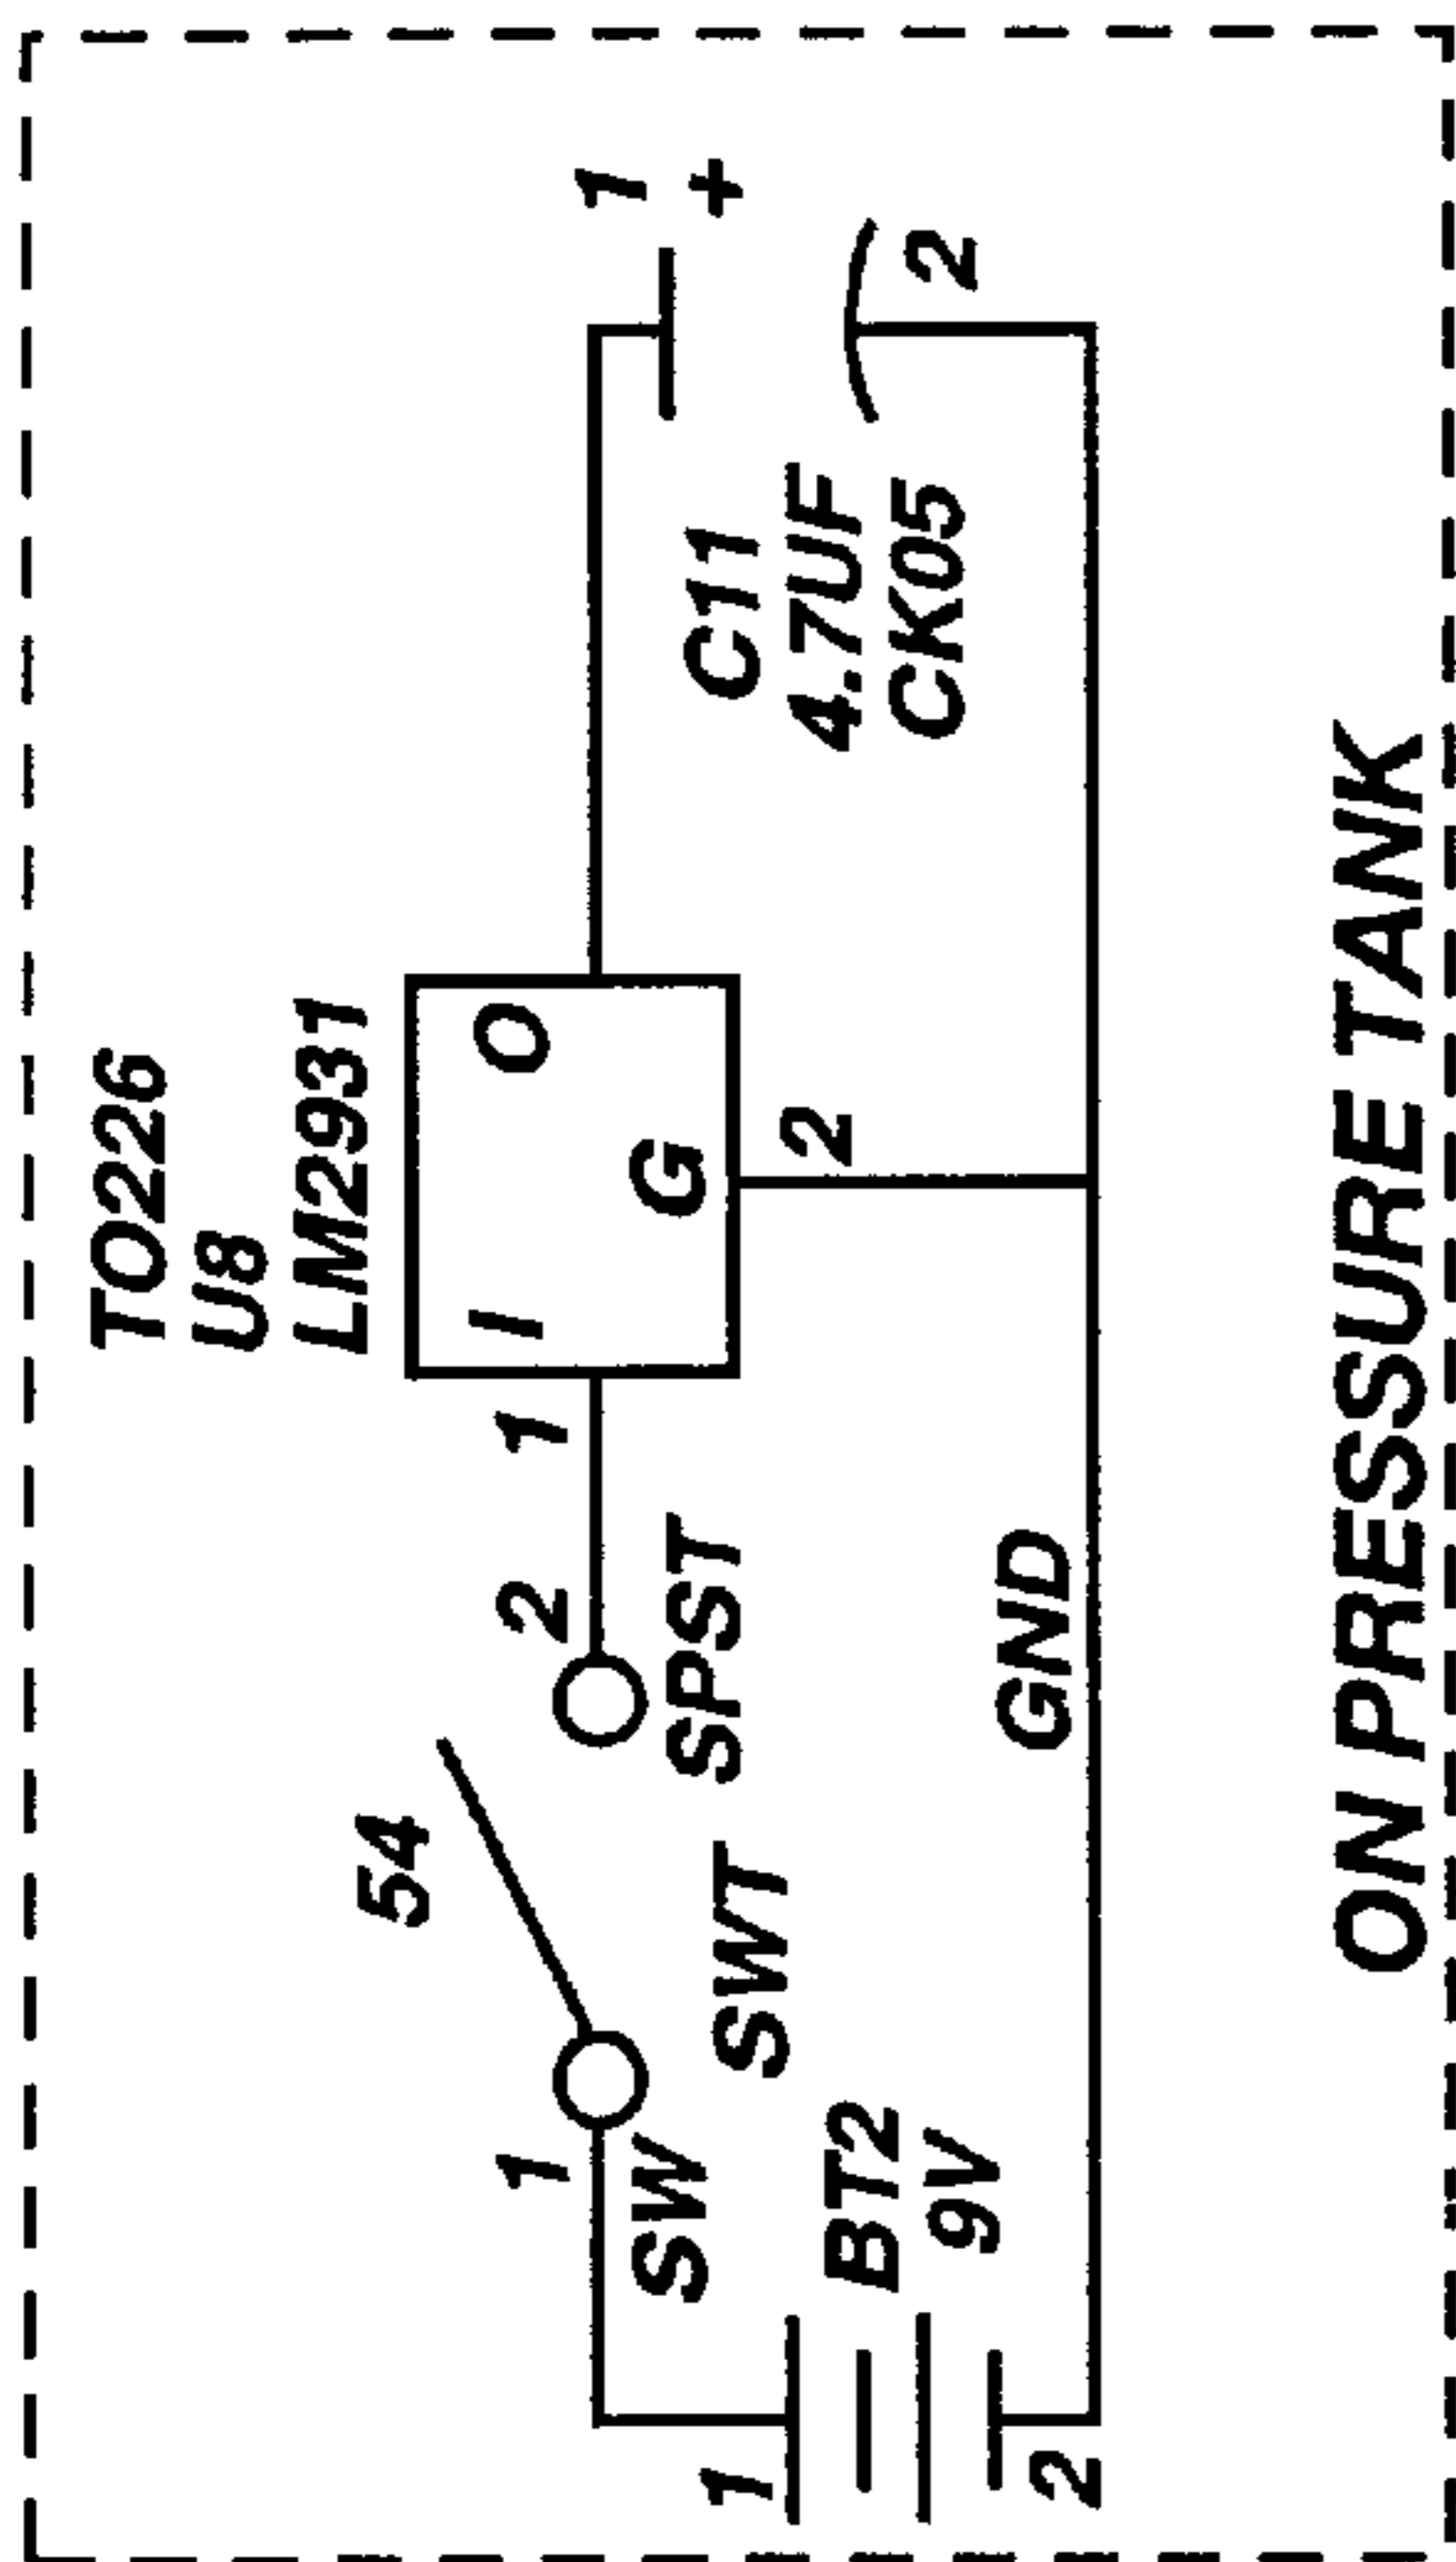 TO226
U8
LM2931
54
I
O
G
1
2
1
2
1
+
SW
SPST
SWT
C11
4.7UF
CK05
2
BT2
9V
1
2
GND
ON PRESSURE TANK